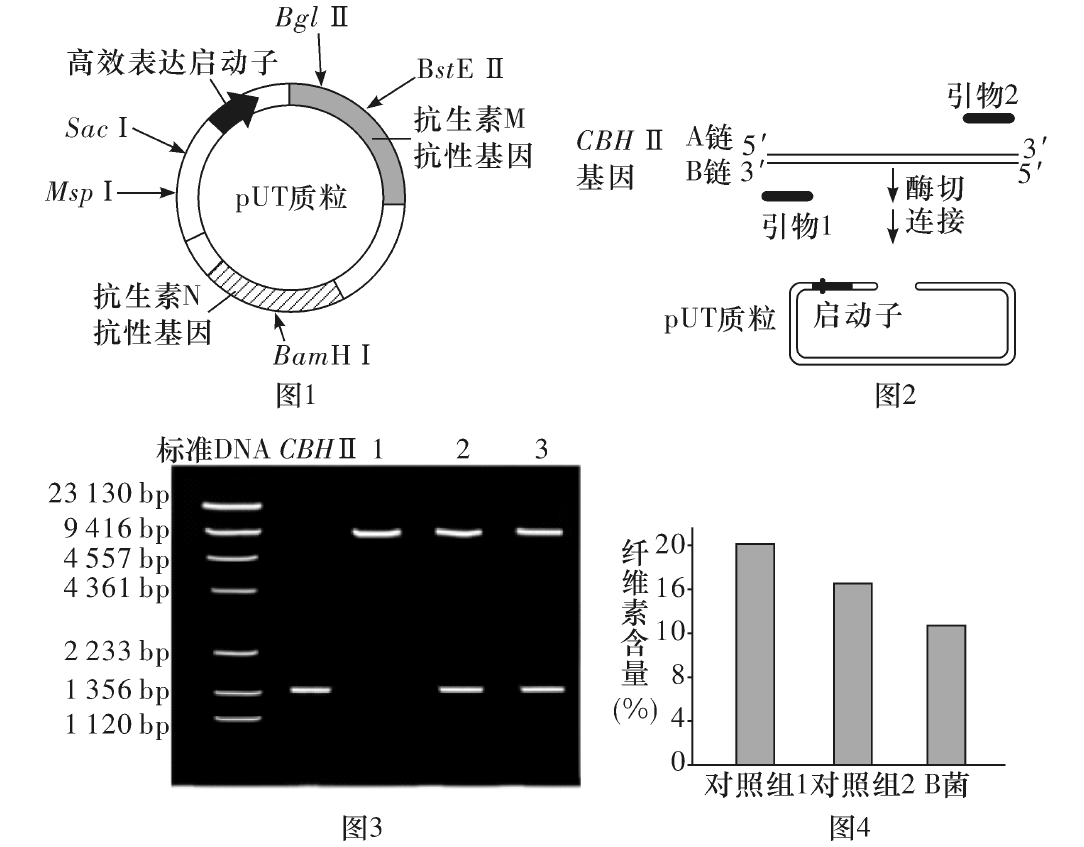 Bgl Ⅱ
高效表达启动子
BstE Ⅱ
Sac Ⅰ
抗生素M
抗性基因
Msp Ⅰ
pUT质粒
抗生素N
抗性基因
BamH Ⅰ
图1
引物2
CBH Ⅱ
基因
A链 5′
3′
B链 3′
5′
引物1
酶切
连接
pUT质粒
启动子
图2
标准DNA CBHⅡ 1 2 3
23 130 bp
9 416 bp
4 557 bp
4 361 bp
2 233 bp
1 356 bp
1 120 bp
图3
纤维素含量
(%)
20
16
10
8
4
0
对照组1 对照组2 B菌
图4